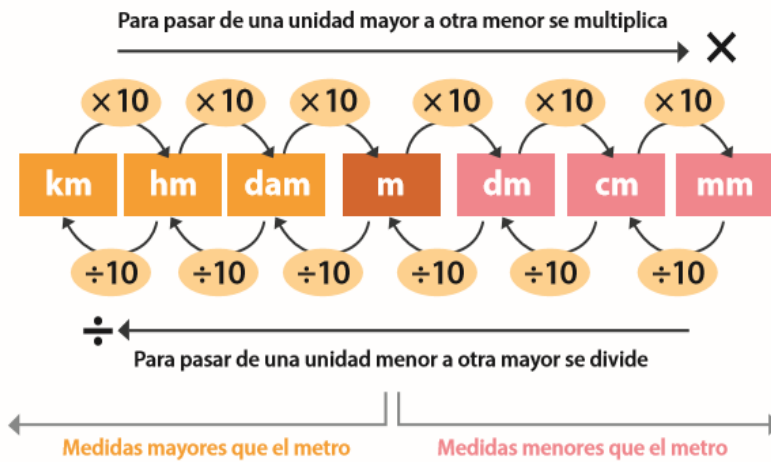 Para pasar de una unidad mayor a otra menor se multiplica
×
×10 ×10 ×10 ×10 ×10 ×10
km hm dam m dm cm mm
÷10 ÷10 ÷10 ÷10 ÷10 ÷10
÷
Para pasar de una unidad menor a otra mayor se divide
Medidas mayores que el metro Medidas menores que el metro